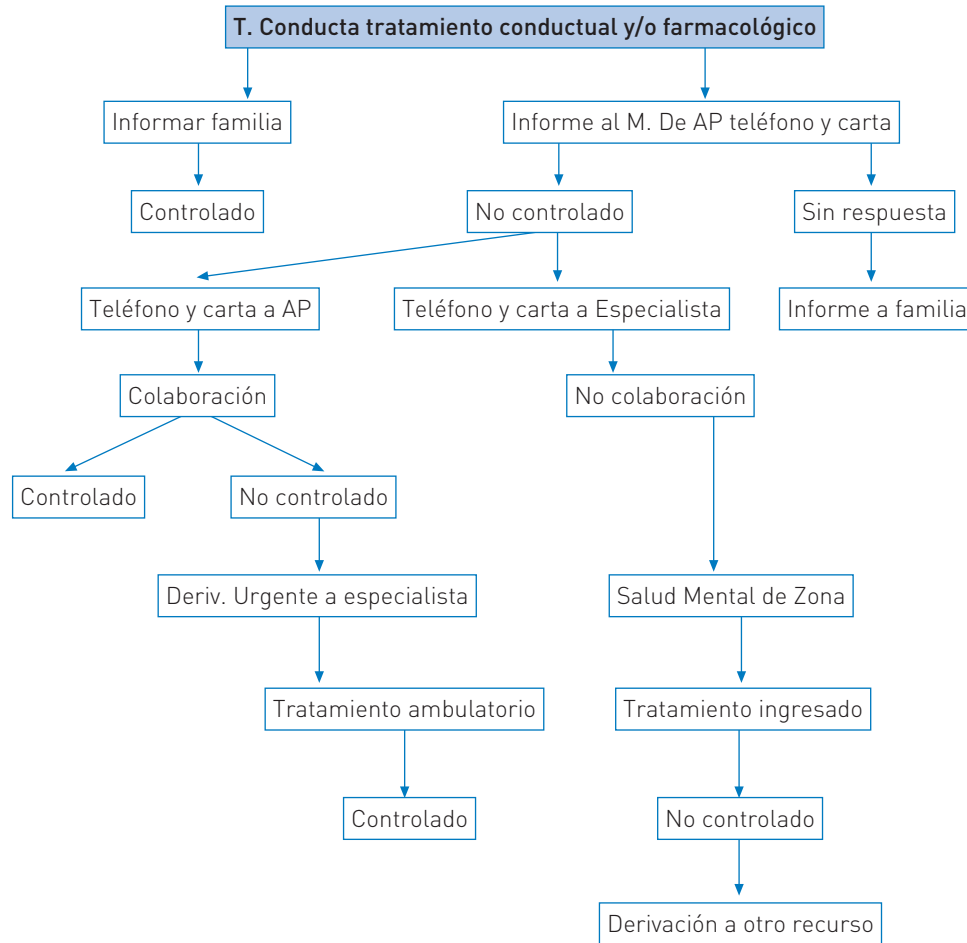 T. Conducta tratamiento conductual y/o farmacológico
Informar familia
Informe al M. De AP teléfono y carta
Controlado
No controlado
Sin respuesta
Teléfono y carta a AP
Teléfono y carta a Especialista
Informe a familia
Colaboración
No colaboración
Controlado
No controlado
Deriv. Urgente a especialista
Salud Mental de Zona
Tratamiento ambulatorio
Tratamiento ingresado
Controlado
No controlado
Derivación a otro recurso